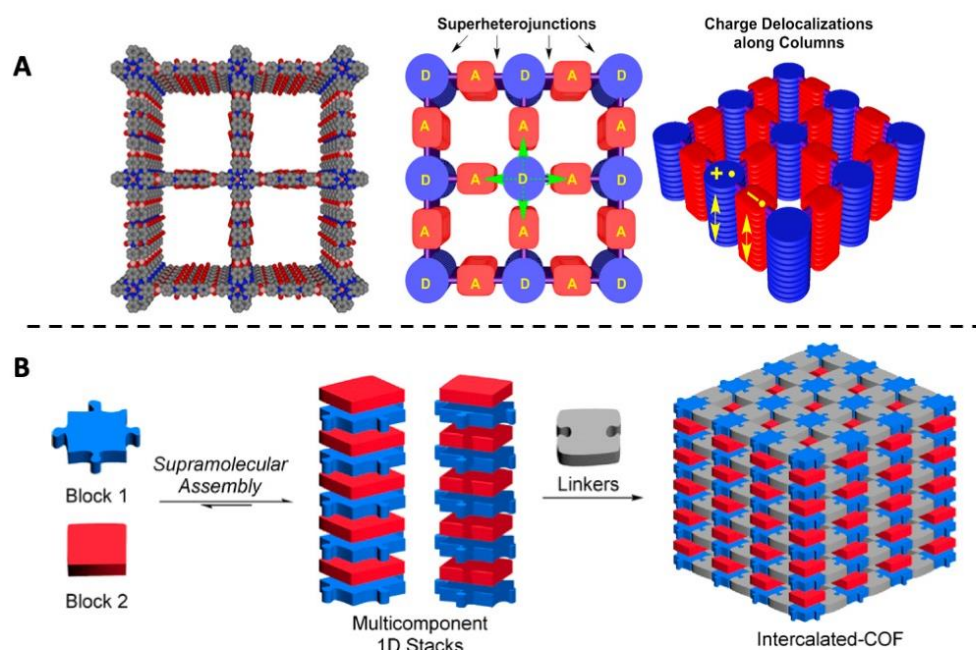 A
Superheterojunctions
D A D A D
A A A
D A D A D
A A A
D A D A D
Charge Delocalizations
along Columns
+ •
– •
B
Block 1
Block 2
Supramolecular
Assembly
Multicomponent
1D Stacks
Linkers
Intercalated-COF